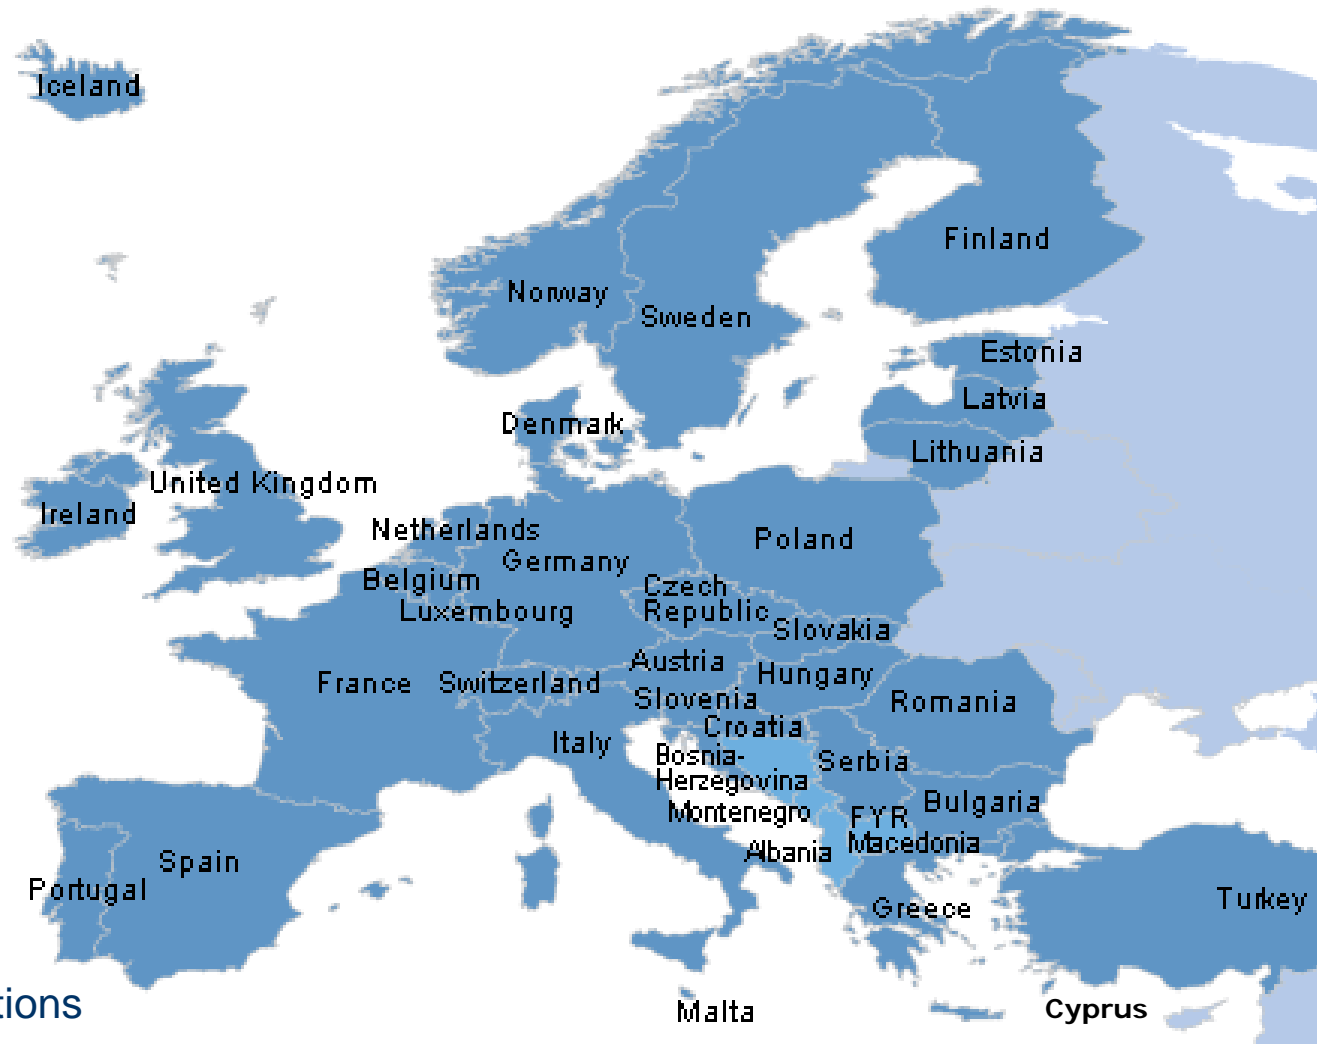 Iceland
Finland
Norway
Sweden
Estonia
Latvia
Denmark
Lithuania
United Kingdom
Ireland
Netherlands
Poland
Germany
Belgium
Czech
Republic
Luxembourg
Slovakia
Austria
Hungary
France
Switzerland
Slovenia
Romania
Croatia
Italy
Bosnia-
Herzegovina
Serbia
Montenegro
Bulgaria
FYR
Macedonia
Albania
Spain
Portugal
Turkey
Greece
tions
Malta
Cyprus